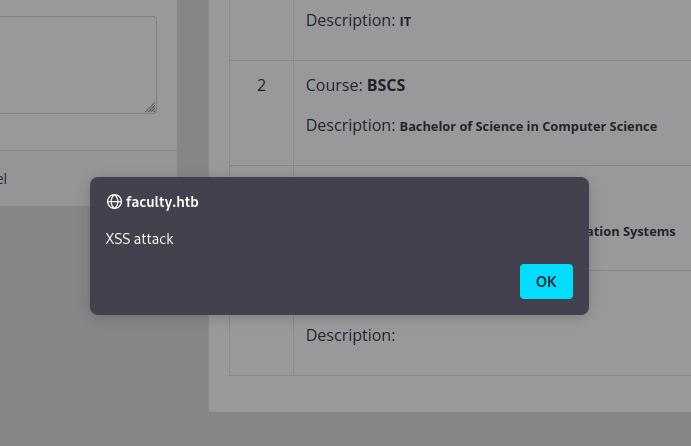 Description: IT
2
Course: BSCS
Description: Bachelor of Science in Computer Science
el
faculty.htb
XSS attack
ation Systems
OK
Description: